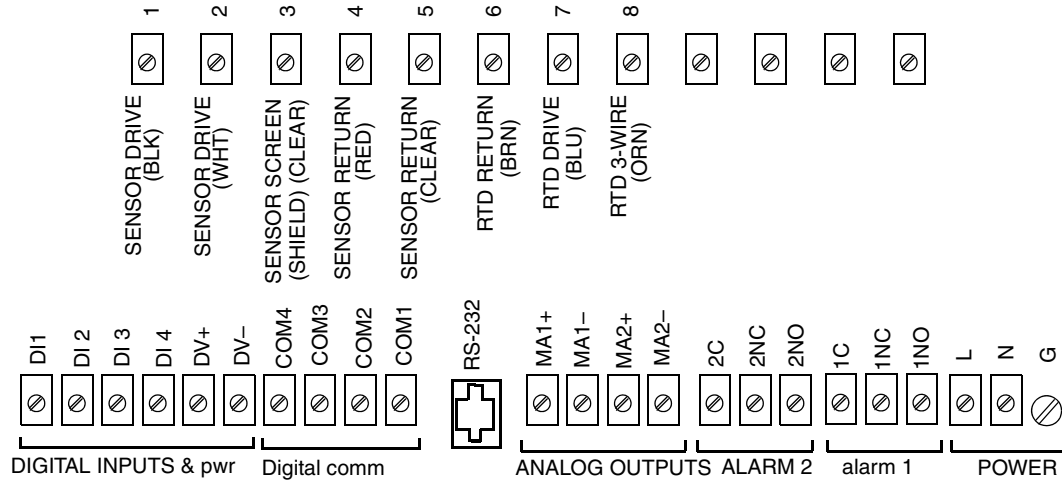 1 2 3 4 5 6 7 8
SENSOR DRIVE
(BLK)
SENSOR DRIVE
(WHT)
SENSOR SCREEN
(SHIELD) (CLEAR)
SENSOR RETURN
(RED)
SENSOR RETURN
(CLEAR)
RTD RETURN
(BRN)
RTD DRIVE
(BLU)
RTD 3-WIRE
(ORN)
DI1
DI 2
DI 3
DI 4
DV+
DV–
COM4
COM3
COM2
COM1
RS-232
MA1+
MA1–
MA2+
MA2–
2C
2NC
2NO
1C
1NC
1NO
L
N
G
DIGITAL INPUTS & pwr
Digital comm
ANALOG OUTPUTS
ALARM 2
alarm 1
POWER